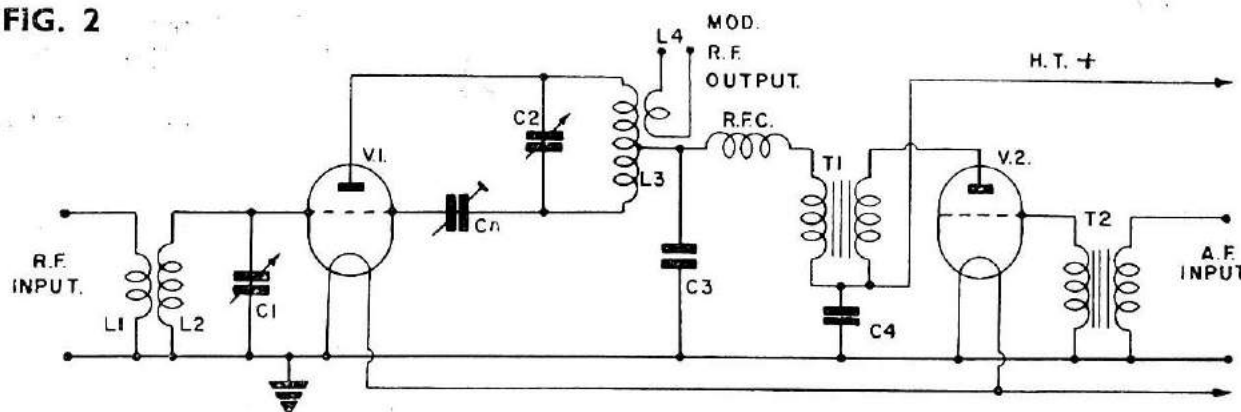 FIG. 2
MOD.
L4
R.F.
OUTPUT.
H.T. +
C2
R.F.C.
V.1.
T1
V.2.
L3
Cn
T2
R.F.
INPUT.
A.F.
INPUT
C3
L1
L2
C1
C4